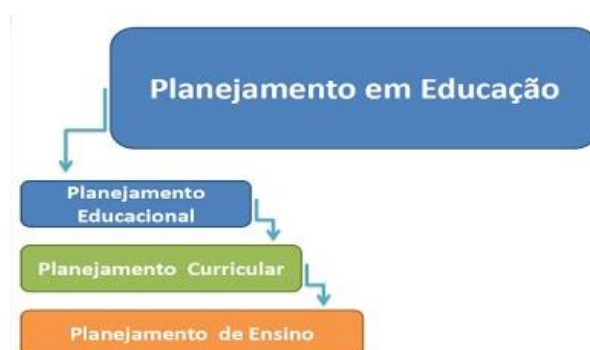 Planejamento em Educação
Planejamento
Educacional
Planejamento Curricular
Planejamento de Ensino